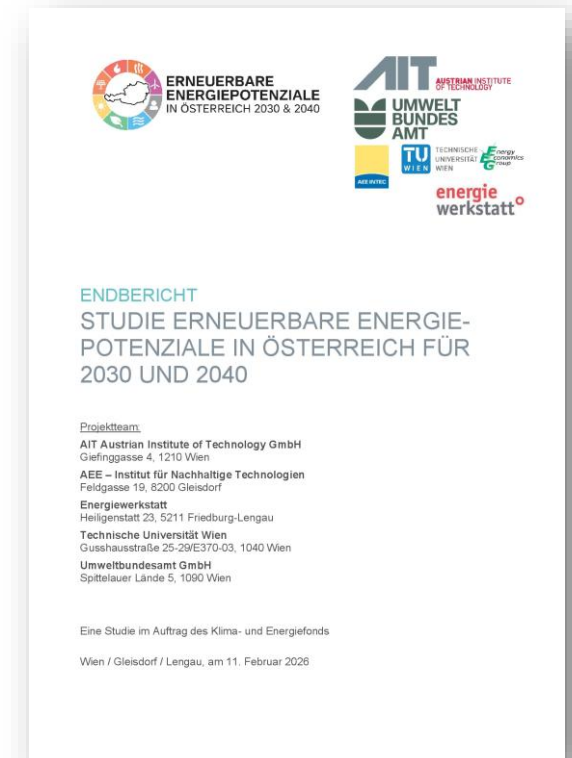 ERNEUERBARE
ENERGIEPOTENZIALE
IN ÖSTERREICH 2030 & 2040
AIT AUSTRIAN INSTITUTE
OF TECHNOLOGY
UMWELT
BUNDES
AMT
AEE INTEC
TU
WIEN
TECHNISCHE
UNIVERSITÄT
WIEN
Energy
Economics
Group
energie
werkstatt
ENDBERICHT
STUDIE ERNEUERBARE ENERGIE-
POTENZIALE IN ÖSTERREICH FÜR
2030 UND 2040
Projektteam:
AIT Austrian Institute of Technology GmbH
Giefinggasse 4, 1210 Wien
AEE – Institut für Nachhaltige Technologien
Feldgasse 19, 8200 Gleisdorf
Energiewerkstatt
Heiligenstatt 23, 5211 Friedburg-Lengau
Technische Universität Wien
Gusshausstraße 25-29/E370-03, 1040 Wien
Umweltbundesamt GmbH
Spittelauer Lände 5, 1090 Wien
Eine Studie im Auftrag des Klima- und Energiefonds
Wien / Gleisdorf / Lengau, am 11. Februar 2026